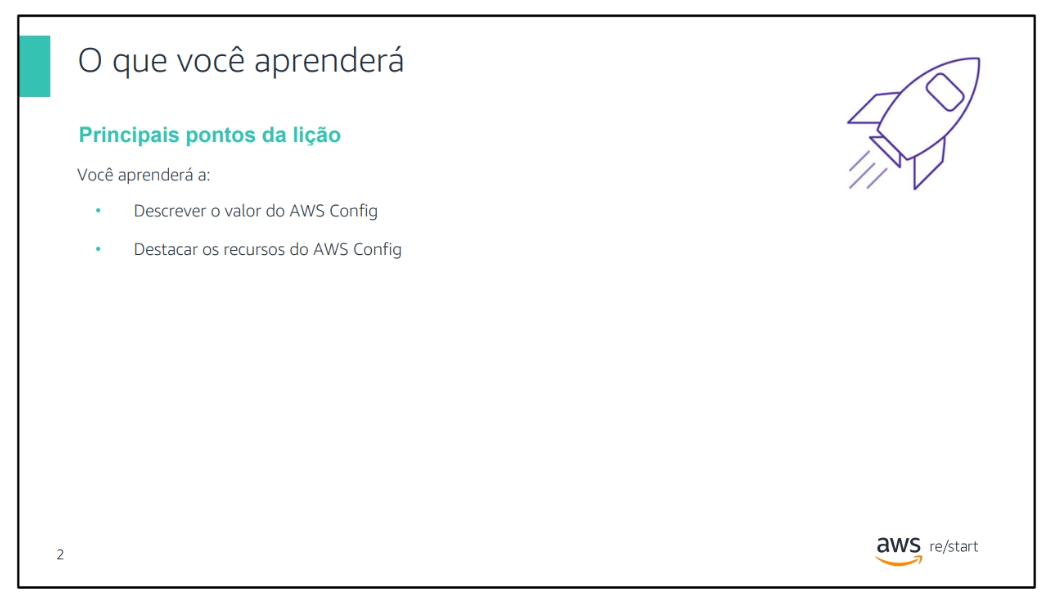 O que você aprenderá
Principais pontos da lição
Você aprenderá a:
• Descrever o valor do AWS Config
• Destacar os recursos do AWS Config
2
aws re/start